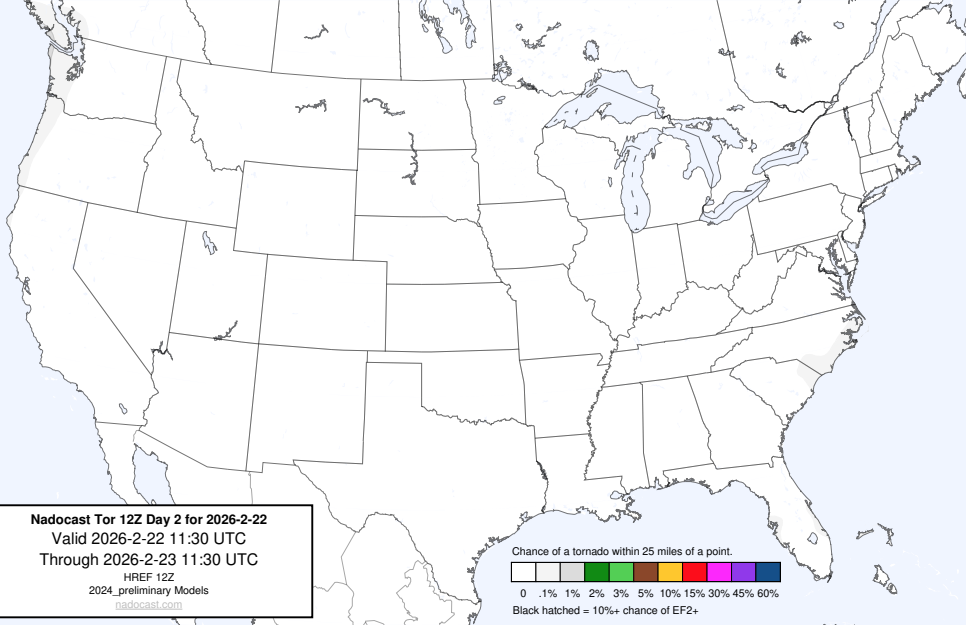 Nadocast Tor 12Z Day 2 for 2026-2-22
Valid 2026-2-22 11:30 UTC
Through 2026-2-23 11:30 UTC
HREF 12Z
2024_preliminary Models
nadocast.com
Chance of a tornado within 25 miles of a point.
0 .1% 1% 2% 3% 5% 10% 15% 30% 45% 60%
Black hatched = 10%+ chance of EF2+